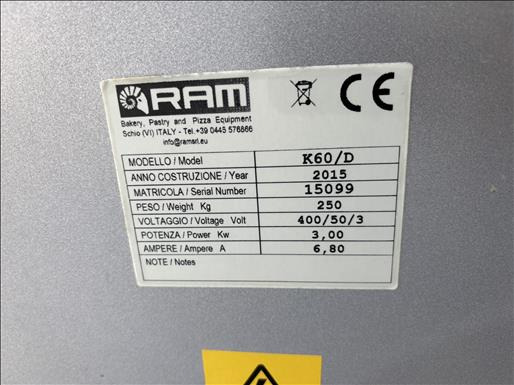 RAM
CE
Bakery, Pastry and Pizza Equipment
Schio (VI) ITALY - Tel.+39 0445 576866
info@ramsrl.eu
MODELLO / Model K60/D
ANNO COSTRUZIONE / Year 2015
MATRICOLA / Serial Number 15099
PESO / Weight Kg 250
VOLTAGGIO / Voltage Volt 400/50/3
POTENZA / Power Kw 3,00
AMPERE / Ampere A 6,80
NOTE / Notes